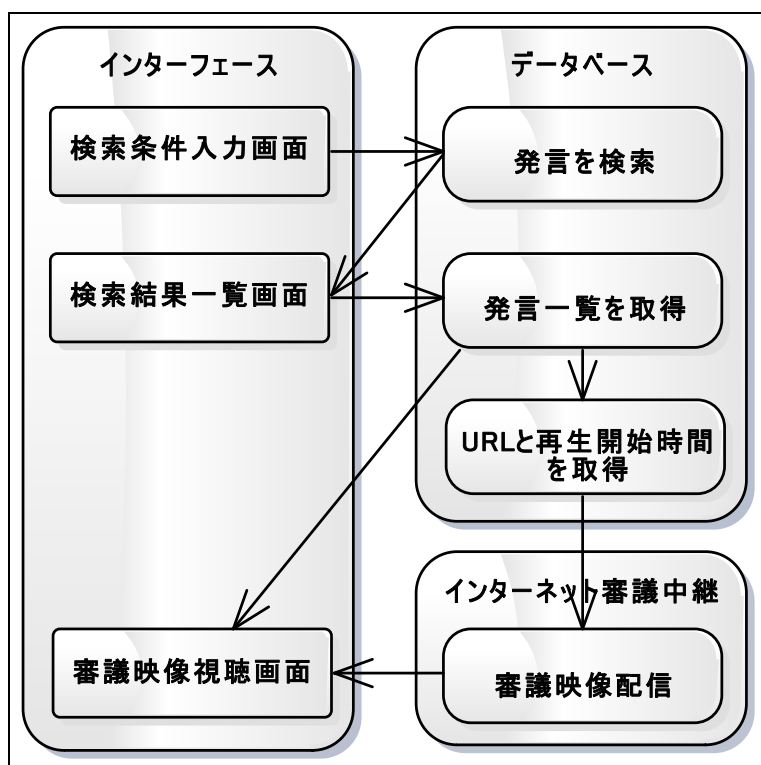 インターフェース
検索条件入力画面
検索結果一覧画面
審議映像視聴画面
データベース
発言を検索
発言一覧を取得
URLと再生開始時間
を取得
インターネット審議中継
審議映像配信